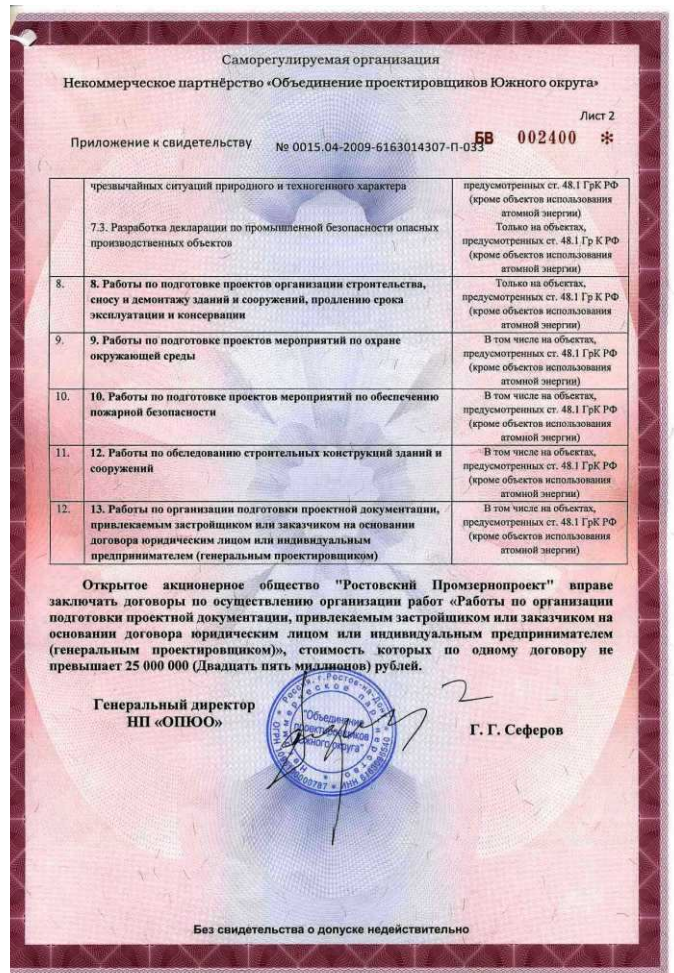 Саморегулируемая организация
Некоммерческое партнёрство «Объединение проектировщиков Южного округа»
Лист 2
Приложение к свидетельству № 0015.04-2009-6163014307-П-033 БВ 002400 *
чрезвычайных ситуаций природного и техногенного характера
предусмотренных ст. 48.1 ГрК РФ
(кроме объектов использования
атомной энергии)
7.3. Разработка декларации по промышленной безопасности опасных
производственных объектов
Только на объектах,
предусмотренных ст. 48.1 Гр К РФ
(кроме объектов использования
атомной энергии)
8.
8. Работы по подготовке проектов организации строительства,
сносу и демонтажу зданий и сооружений, продлению срока
эксплуатации и консервации
Только на объектах,
предусмотренных ст. 48.1 Гр К РФ
(кроме объектов использования
атомной энергии)
9.
9. Работы по подготовке проектов мероприятий по охране
окружающей среды
В том числе на объектах,
предусмотренных ст. 48.1 ГрК РФ
(кроме объектов использования
атомной энергии)
10.
10. Работы по подготовке проектов мероприятий по обеспечению
пожарной безопасности
В том числе на объектах,
предусмотренных ст. 48.1 ГрК РФ
(кроме объектов использования
атомной энергии)
11.
12. Работы по обследованию строительных конструкций зданий и
сооружений
В том числе на объектах,
предусмотренных ст. 48.1 ГрК РФ
(кроме объектов использования
атомной энергии)
12.
13. Работы по организации подготовки проектной документации,
привлекаемым застройщиком или заказчиком на основании
договора юридическим лицом или индивидуальным
предпринимателем (генеральным проектировщиком)
В том числе на объектах,
предусмотренных ст. 48.1 ГрК РФ
(кроме объектов использования
атомной энергии)
Открытое акционерное общество "Ростовский Промзернопроект" вправе
заключать договоры по осуществлению организации работ «Работы по организации
подготовки проектной документации, привлекаемым застройщиком или заказчиком на
основании договора юридическим лицом или индивидуальным предпринимателем
(генеральным проектировщиком)», стоимость которых по одному договору не
превышает 25 000 000 (Двадцать пять миллионов) рублей.
Генеральный директор
НП «ОПЮО»
"Объединение
проектировщиков
Южного округа"
Г. Г. Сеферов
Без свидетельства о допуске недействительно